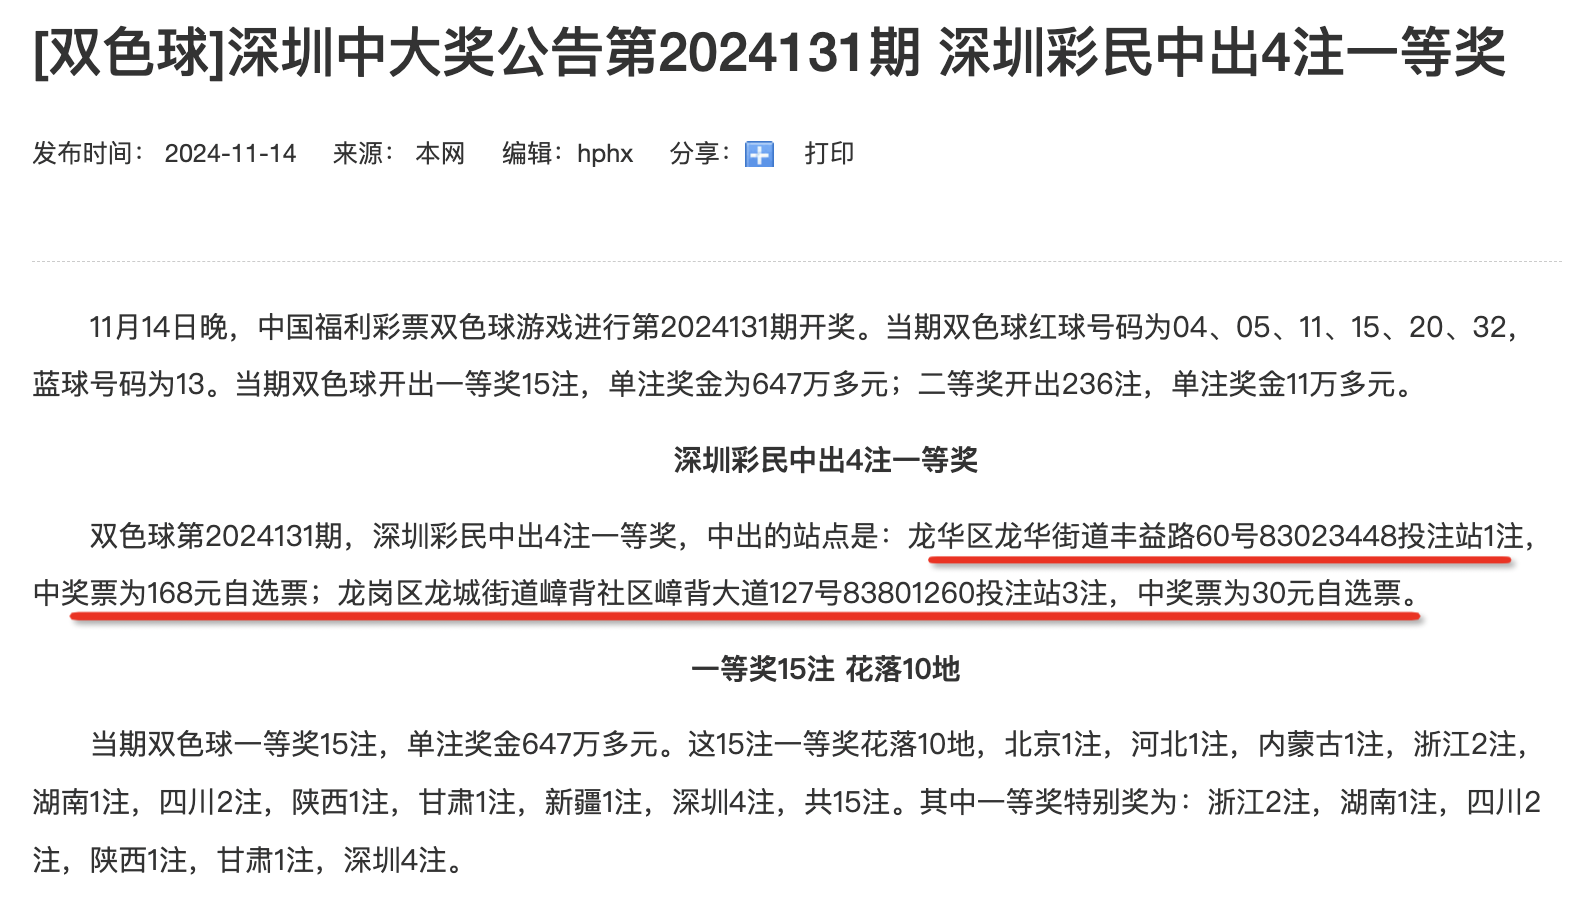 [双色球]深圳中大奖公告第2024131期 深圳彩民中出4注一等奖
发布时间： 2024-11-14 来源： 本网 编辑：hphx 分享： 打印
11月14日晚，中国福利彩票双色球游戏进行第2024131期开奖。当期双色球红球号码为04、05、11、15、20、32，
蓝球号码为13。当期双色球开出一等奖15注，单注奖金为647万多元；二等奖开出236注，单注奖金11万多元。
深圳彩民中出4注一等奖
双色球第2024131期，深圳彩民中出4注一等奖，中出的站点是：龙华区龙华街道丰益路60号83023448投注站1注，
中奖票为168元自选票；龙岗区龙城街道嶂背社区嶂背大道127号83801260投注站3注，中奖票为30元自选票。
一等奖15注 花落10地
当期双色球一等奖15注，单注奖金647万多元。这15注一等奖花落10地，北京1注，河北1注，内蒙古1注，浙江2注，
湖南1注，四川2注，陕西1注，甘肃1注，新疆1注，深圳4注，共15注。其中一等奖特别奖为：浙江2注，湖南1注，四川2
注，陕西1注，甘肃1注，深圳4注。